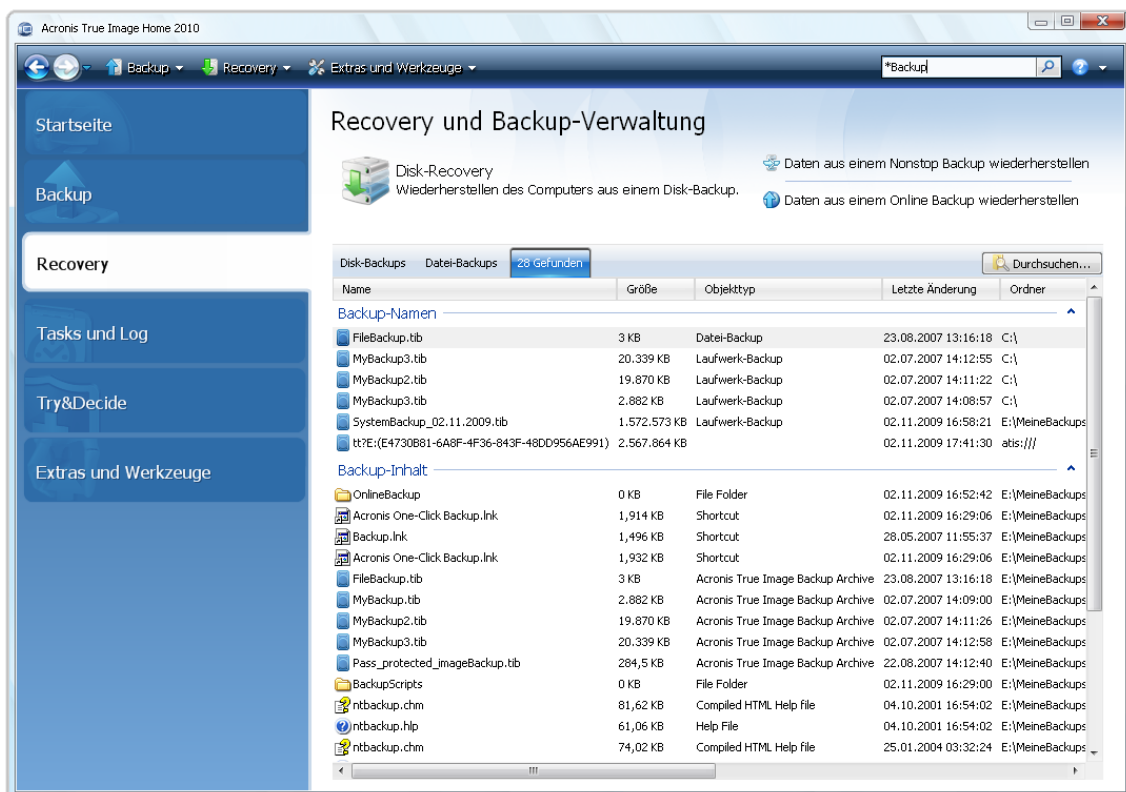 Acronis True Image Home 2010
Backup Recovery Extras und Werkzeuge *Backup
Startseite
Backup
Recovery
Tasks und Log
Try&Decide
Extras und Werkzeuge
Recovery und Backup-Verwaltung
Disk-Recovery
Wiederherstellen des Computers aus einem Disk-Backup.
Daten aus einem Nonstop Backup wiederherstellen
Daten aus einem Online Backup wiederherstellen
Disk-Backups Datei-Backups 28 Gefunden Durchsuchen...
Name Größe Objekttyp Letzte Änderung Ordner
Backup-Namen
FileBackup.tib 3 KB Datei-Backup 23.08.2007 13:16:18 C:\
MyBackup3.tib 20.339 KB Laufwerk-Backup 02.07.2007 14:12:55 C:\
MyBackup2.tib 19.870 KB Laufwerk-Backup 02.07.2007 14:11:22 C:\
MyBackup3.tib 2.882 KB Laufwerk-Backup 02.07.2007 14:08:57 C:\
SystemBackup_02.11.2009.tib 1.572.573 KB Laufwerk-Backup 02.11.2009 16:58:21 E:\MeineBackups
tt?E:(E4730B81-6A8F-4F36-843F-48DD956AE991) 2.567.864 KB 02.11.2009 17:41:30 atis:///
Backup-Inhalt
OnlineBackup 0 KB File Folder 02.11.2009 16:52:42 E:\MeineBackups
Acronis One-Click Backup.lnk 1,914 KB Shortcut 02.11.2009 16:29:06 E:\MeineBackups
Backup.lnk 1,496 KB Shortcut 28.05.2007 11:55:37 E:\MeineBackups
Acronis One-Click Backup.lnk 1,932 KB Shortcut 02.11.2009 16:29:06 E:\MeineBackups
FileBackup.tib 3 KB Acronis True Image Backup Archive 23.08.2007 13:16:18 E:\MeineBackups
MyBackup.tib 2.882 KB Acronis True Image Backup Archive 02.07.2007 14:09:00 E:\MeineBackups
MyBackup2.tib 19.870 KB Acronis True Image Backup Archive 02.07.2007 14:11:26 E:\MeineBackups
MyBackup3.tib 20.339 KB Acronis True Image Backup Archive 02.07.2007 14:12:58 E:\MeineBackups
Pass_protected_imageBackup.tib 284,5 KB Acronis True Image Backup Archive 22.08.2007 14:12:40 E:\MeineBackups
BackupScripts 0 KB File Folder 02.11.2009 16:29:00 E:\MeineBackups
ntbackup.chm 81,62 KB Compiled HTML Help file 04.10.2001 16:54:02 E:\MeineBackups
ntbackup.hlp 61,06 KB Help File 04.10.2001 16:54:02 E:\MeineBackups
ntbackup.chm 74,02 KB Compiled HTML Help file 25.01.2004 03:32:24 E:\MeineBackups